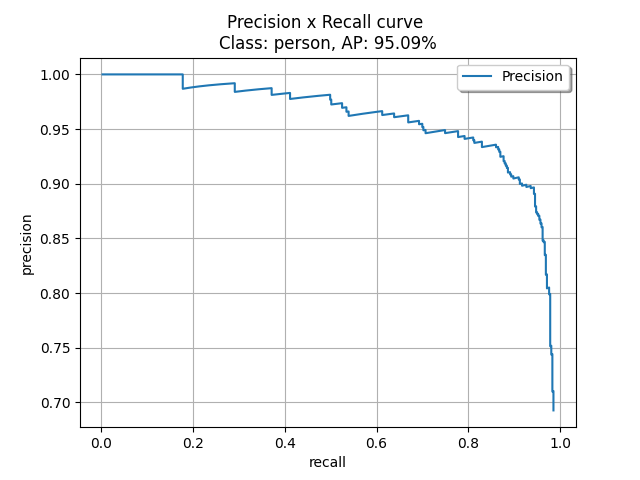 Precision x Recall curve
Class: person, AP: 95.09%
Precision
precision
1.00
0.95
0.90
0.85
0.80
0.75
0.70
0.0 0.2 0.4 0.6 0.8 1.0
recall